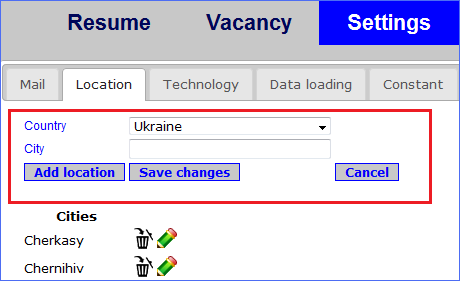 Resume Vacancy Settings
Mail Location Technology Data loading Constant
Country Ukraine
City
Add location Save changes Cancel
Cities
Cherkasy
Chernihiv